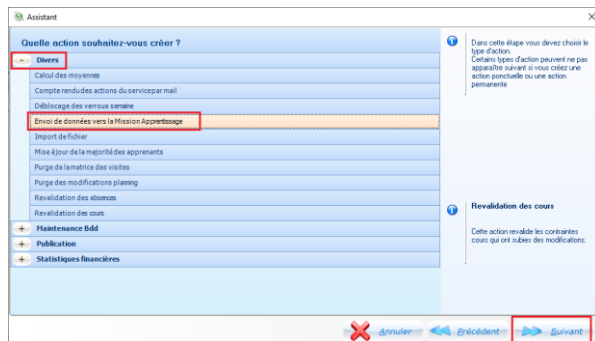 Assistant
Quelle action souhaitez-vous créer ?
Divers
Calcul des moyennes
Compte rendu des actions du servicepar mail
Déblocage des verrous semaine
Envoi de données vers la Mission Apprentissage
Import de fichier
Mise à jour de la majorité des apprenants
Purge de la matrice des visites
Purge des modifications planning
Revalidation des absences
Revalidation des cours
Maintenance Bdd
Publication
Statistiques financières
Dans cette étape vous devez choisir le
type d'action.
Certains types d'action peuvent ne pas
apparaître suivant si vous créez une
action ponctuelle ou une action
permanente
Revalidation des cours
Cette action revalide les contraintes
cours qui ont subies des modifications.
Annuler
Précédent
Suivant